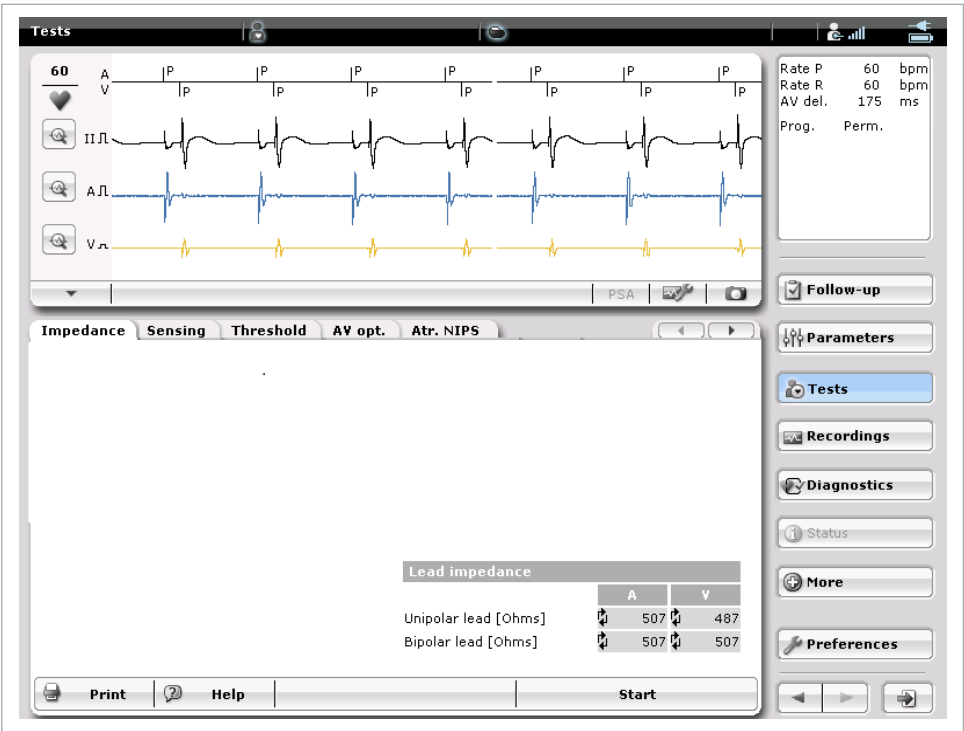 Tests
60 A P P P P P P P
V P P P P P P P
II
A
V
PSA
Rate P 60 bpm
Rate R 60 bpm
AV del. 175 ms
Prog. Perm.
Follow-up
Parameters
Tests
Recordings
Diagnostics
Status
More
Preferences
Impedance Sensing Threshold AV opt. Atr. NIPS
Lead impedance
A V
Unipolar lead [Ohms] 507 487
Bipolar lead [Ohms] 507 507
Print Help Start